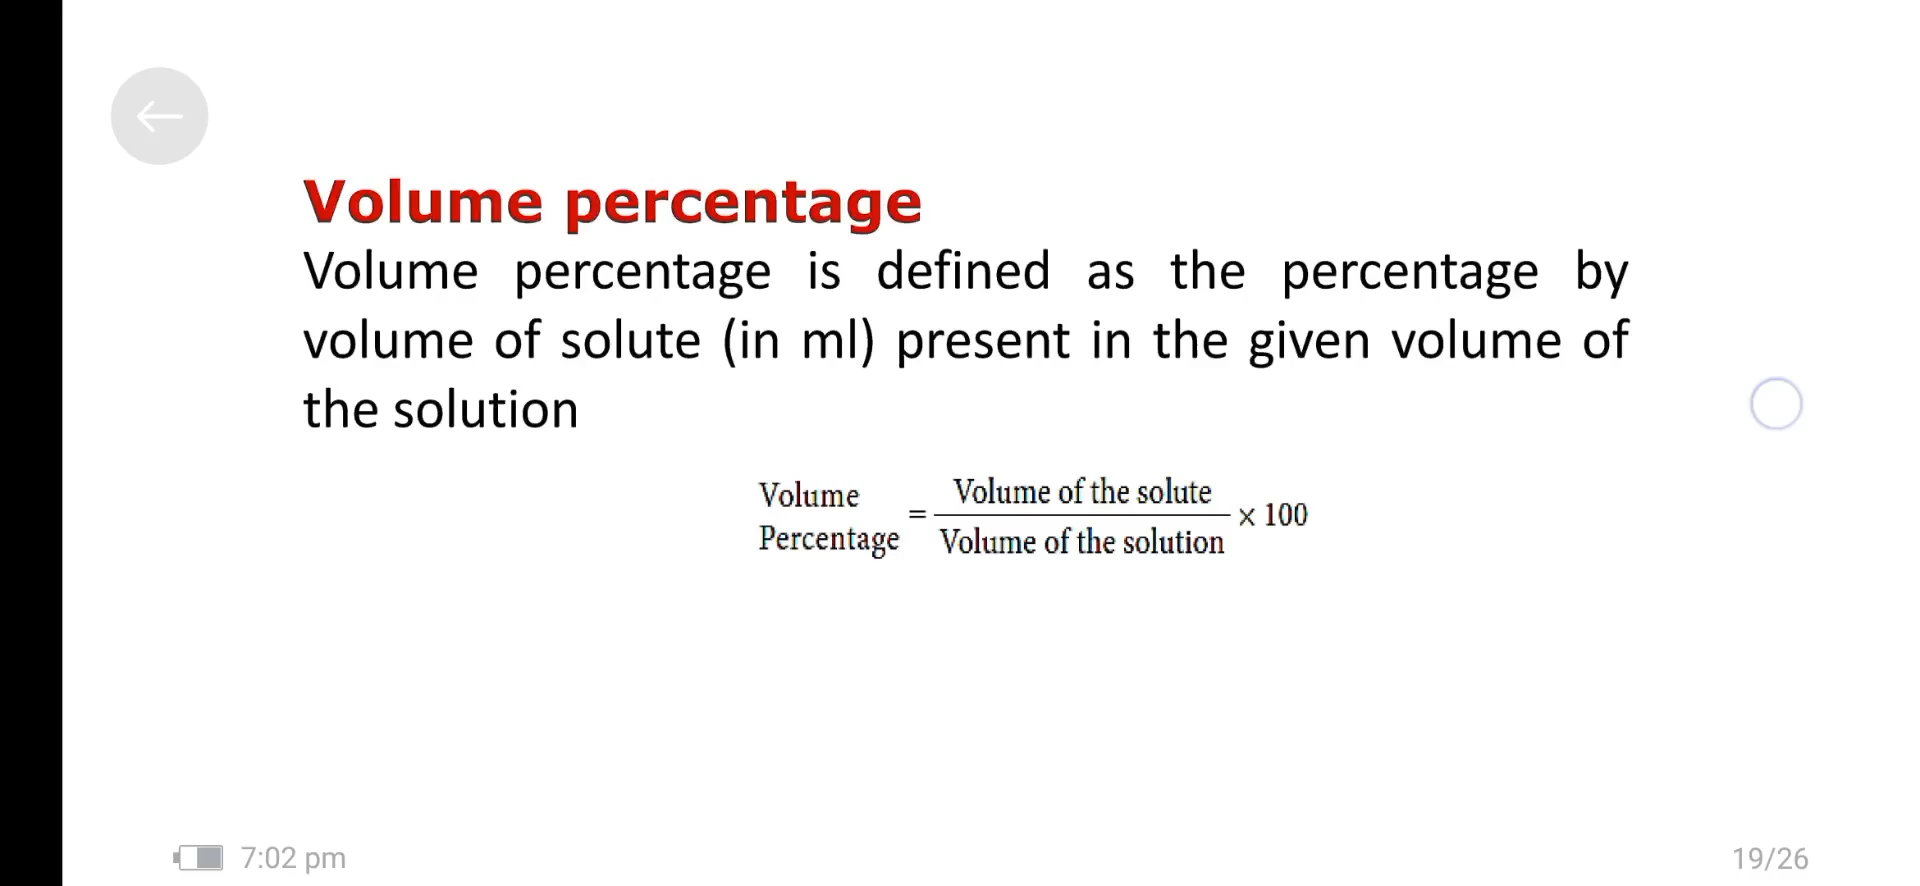 Volume percentage
Volume percentage is defined as the percentage by
volume of solute (in ml) present in the given volume of
the solution
Volume
Percentage
=
Volume of the solute
Volume of the solution
× 100
7:02 pm
19/26